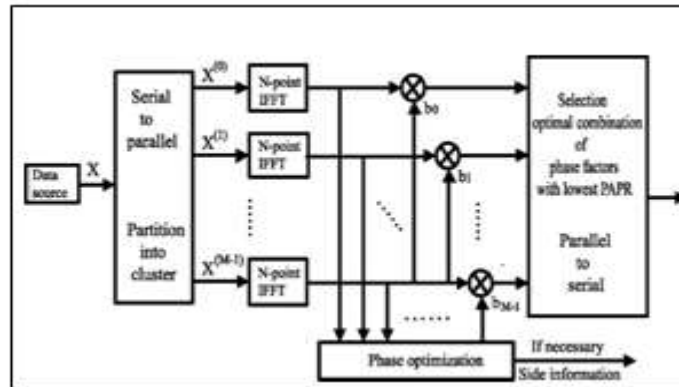 Data
source
X
Serial
to
parallel
Partition
into
cluster
X(0)
N-point
IFFT
b0
X(1)
N-point
IFFT
b1
X(M-1)
N-point
IFFT
bM-1
Selection
optimal combination
of
phase factors
with lowest PAPR
Parallel
to
serial
Phase optimization
If necessary
Side information